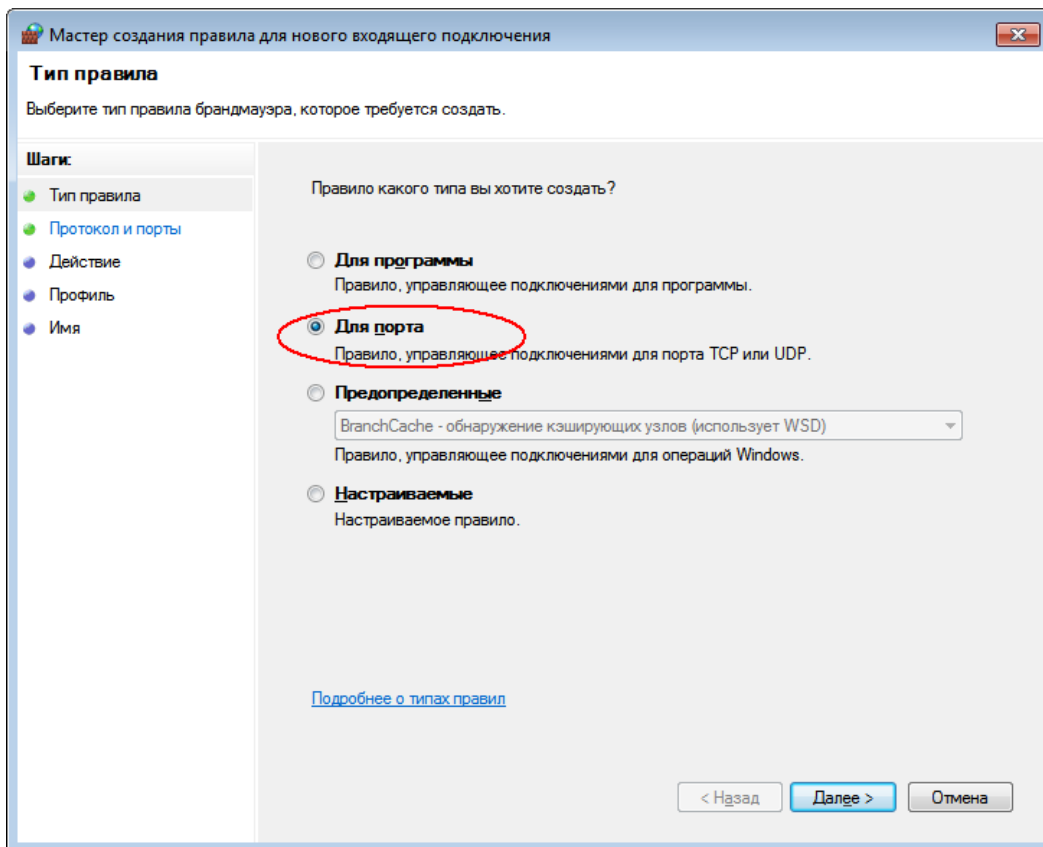 Мастер создания правила для нового входящего подключения
Тип правила
Выберите тип правила брандмауэра, которое требуется создать.
Шаги:
Тип правила
Протокол и порты
Действие
Профиль
Имя
Правило какого типа вы хотите создать?
Для программы
Правило, управляющее подключениями для программы.
Для порта
Правило, управляющее подключениями для порта TCP или UDP.
Предопределенные
BranchCache - обнаружение кэширующих узлов (использует WSD)
Правило, управляющее подключениями для операций Windows.
Настраиваемые
Настраиваемое правило.
Подробнее о типах правил
< Назад
Далее >
Отмена